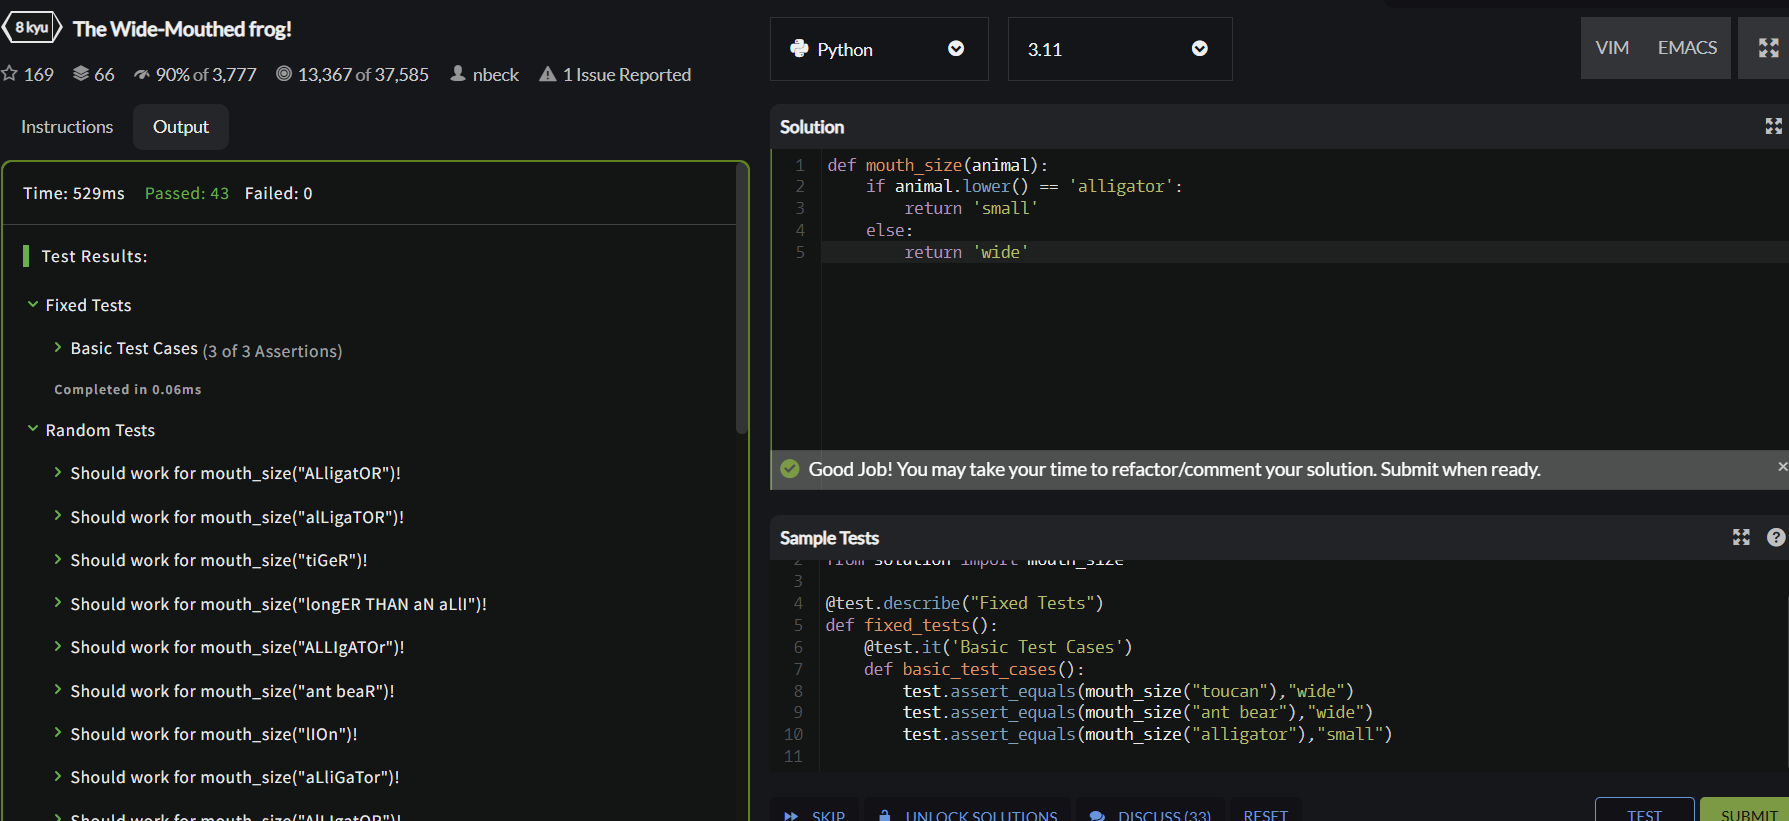 8 kyu The Wide-Mouthed frog!
169 66 90% of 3,777 13,367 of 37,585 nbeck 1 Issue Reported
Instructions Output
Time: 529ms Passed: 43 Failed: 0
Test Results:
Fixed Tests
Basic Test Cases (3 of 3 Assertions)
Completed in 0.06ms
Random Tests
Should work for mouth_size("ALligatOR")!
Should work for mouth_size("alLigaTOR")!
Should work for mouth_size("tiGeR")!
Should work for mouth_size("longER THAN aN aLlI")!
Should work for mouth_size("ALLIgATOr")!
Should work for mouth_size("ant beaR")!
Should work for mouth_size("lIOn")!
Should work for mouth_size("aLliGaTor")!
Should work for
Python 3.11 VIM EMACS
Solution
1 def mouth_size(animal):
2     if animal.lower() == 'alligator':
3         return 'small'
4     else:
5         return 'wide'
Good Job! You may take your time to refactor/comment your solution. Submit when ready.
Sample Tests
2 from solution import mouth_size
3
4 @test.describe("Fixed Tests")
5 def fixed_tests():
6     @test.it('Basic Test Cases')
7     def basic_test_cases():
8         test.assert_equals(mouth_size("toucan"),"wide")
9         test.assert_equals(mouth_size("ant bear"),"wide")
10         test.assert_equals(mouth_size("alligator"),"small")
11
SKIP UNLOCK SOLUTIONS DISCUSS (33) RESET TEST SUBMIT